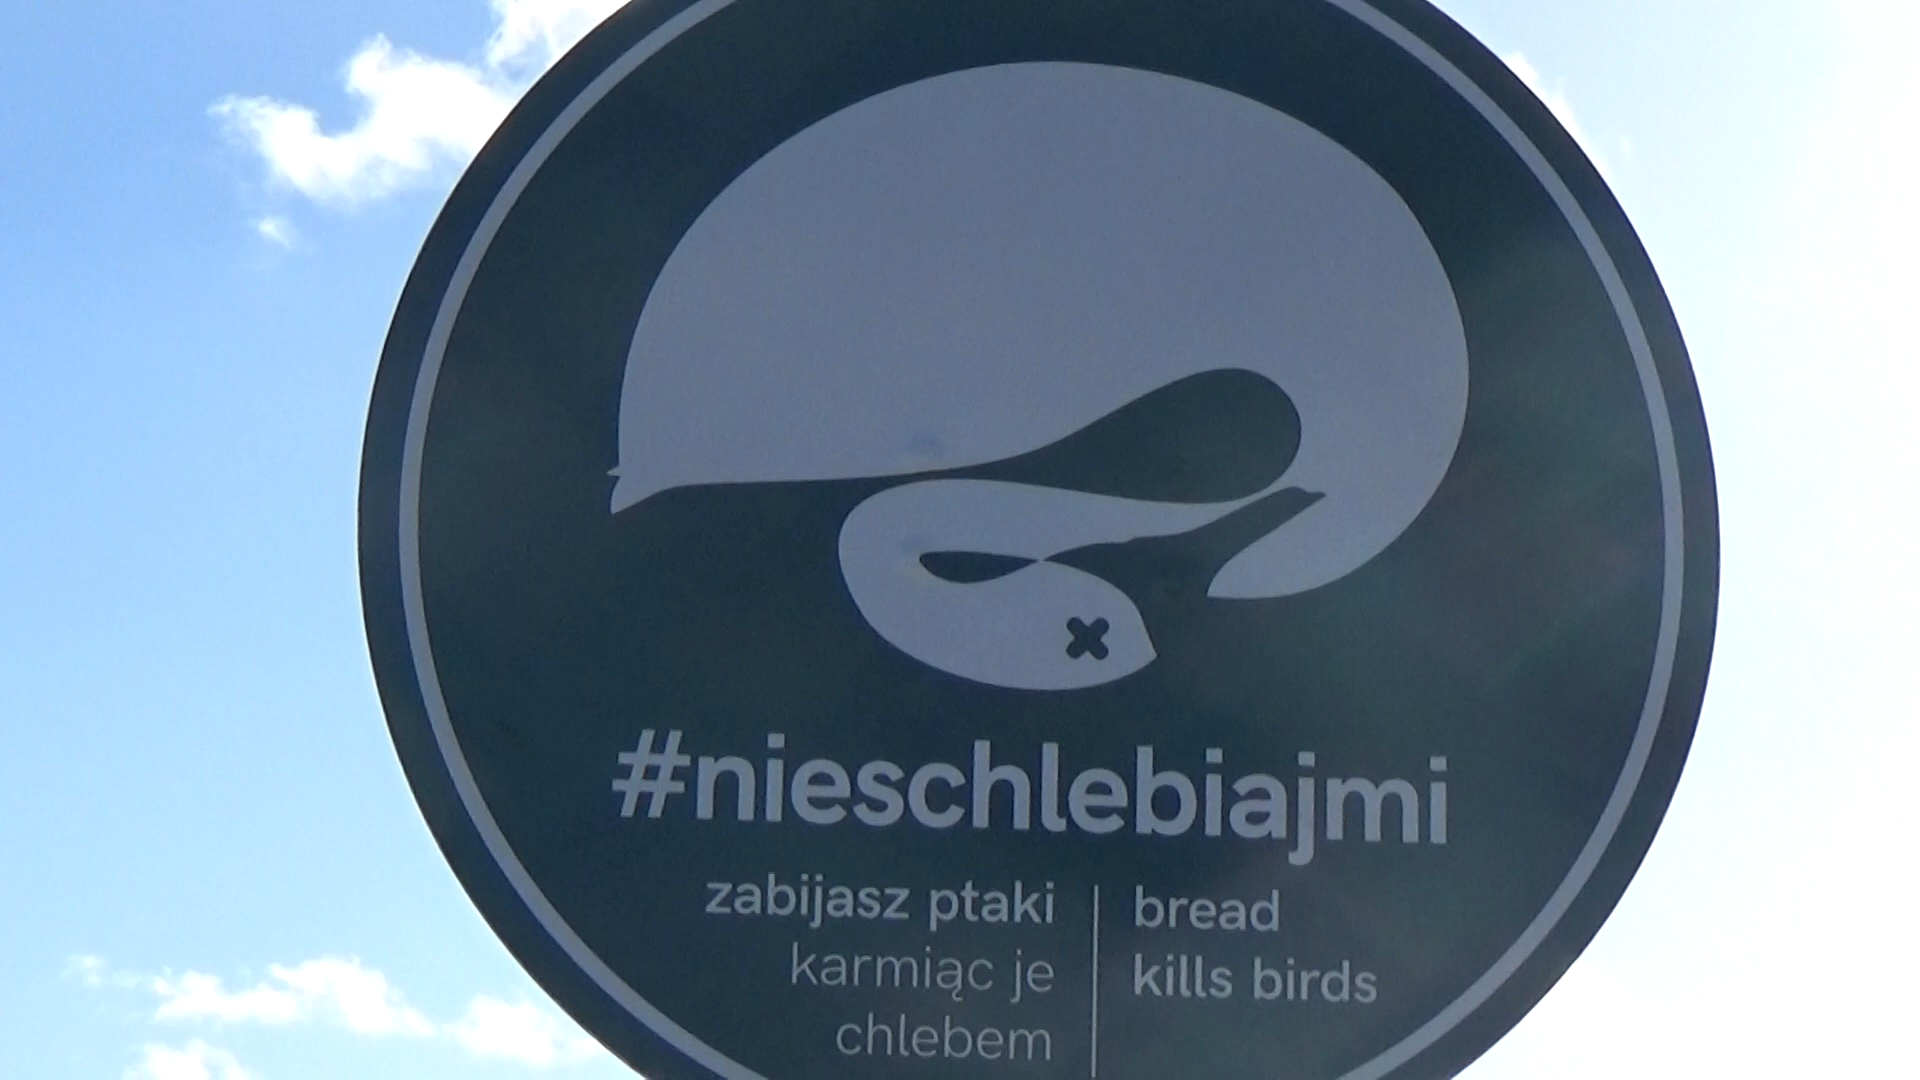 #nieschlebiajmi
zabijasz ptaki
karmiąc je
chlebem
bread
kills birds